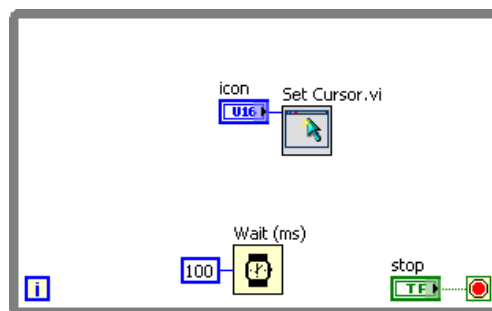 icon
Set Cursor.vi
U16
Wait (ms)
100
stop
TF
i